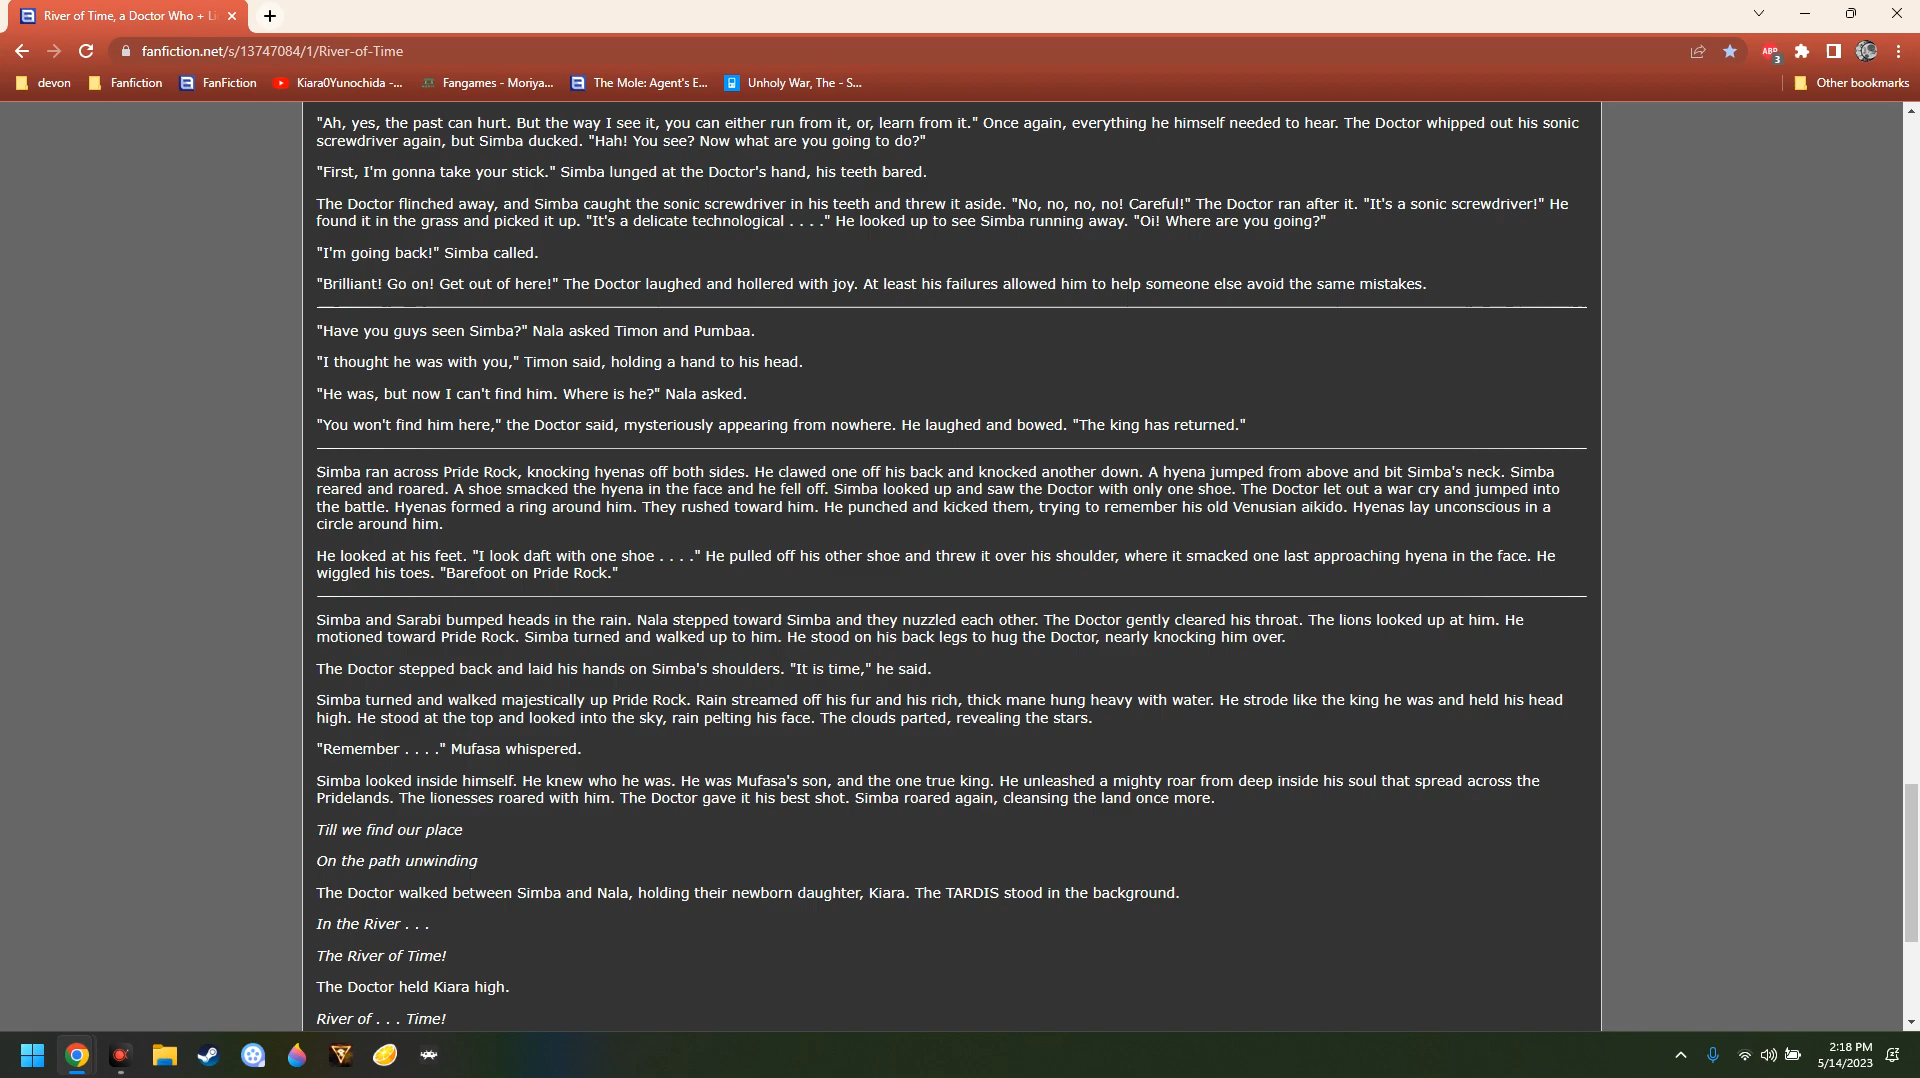 River of Time, a Doctor Who + Li
fanfiction.net/s/13747084/1/River-of-Time
ABP
3
devon
Fanfiction
FanFiction
Kiara0Yunochida -...
Fangames - Moriya...
The Mole: Agent's E...
Unholy War, The - S...
Other bookmarks
"Ah, yes, the past can hurt. But the way I see it, you can either run from it, or, learn from it." Once again, everything he himself needed to hear. The Doctor whipped out his sonic
screwdriver again, but Simba ducked. "Hah! You see? Now what are you going to do?"
"First, I'm gonna take your stick." Simba lunged at the Doctor's hand, his teeth bared.
The Doctor flinched away, and Simba caught the sonic screwdriver in his teeth and threw it aside. "No, no, no, no! Careful!" The Doctor ran after it. "It's a sonic screwdriver!" He
found it in the grass and picked it up. "It's a delicate technological . . . ." He looked up to see Simba running away. "Oi! Where are you going?"
"I'm going back!" Simba called.
"Brilliant! Go on! Get out of here!" The Doctor laughed and hollered with joy. At least his failures allowed him to help someone else avoid the same mistakes.
"Have you guys seen Simba?" Nala asked Timon and Pumbaa.
"I thought he was with you," Timon said, holding a hand to his head.
"He was, but now I can't find him. Where is he?" Nala asked.
"You won't find him here," the Doctor said, mysteriously appearing from nowhere. He laughed and bowed. "The king has returned."
Simba ran across Pride Rock, knocking hyenas off both sides. He clawed one off his back and knocked another down. A hyena jumped from above and bit Simba's neck. Simba
reared and roared. A shoe smacked the hyena in the face and he fell off. Simba looked up and saw the Doctor with only one shoe. The Doctor let out a war cry and jumped into
the battle. Hyenas formed a ring around him. They rushed toward him. He punched and kicked them, trying to remember his old Venusian aikido. Hyenas lay unconscious in a
circle around him.
He looked at his feet. "I look daft with one shoe . . . ." He pulled off his other shoe and threw it over his shoulder, where it smacked one last approaching hyena in the face. He
wiggled his toes. "Barefoot on Pride Rock."
Simba and Sarabi bumped heads in the rain. Nala stepped toward Simba and they nuzzled each other. The Doctor gently cleared his throat. The lions looked up at him. He
motioned toward Pride Rock. Simba turned and walked up to him. He stood on his back legs to hug the Doctor, nearly knocking him over.
The Doctor stepped back and laid his hands on Simba's shoulders. "It is time," he said.
Simba turned and walked majestically up Pride Rock. Rain streamed off his fur and his rich, thick mane hung heavy with water. He strode like the king he was and held his head
high. He stood at the top and looked into the sky, rain pelting his face. The clouds parted, revealing the stars.
"Remember . . . ." Mufasa whispered.
Simba looked inside himself. He knew who he was. He was Mufasa's son, and the one true king. He unleashed a mighty roar from deep inside his soul that spread across the
Pridelands. The lionesses roared with him. The Doctor gave it his best shot. Simba roared again, cleansing the land once more.
Till we find our place
On the path unwinding
The Doctor walked between Simba and Nala, holding their newborn daughter, Kiara. The TARDIS stood in the background.
In the River . . .
The River of Time!
The Doctor held Kiara high.
River of . . . Time!
2:18 PM
5/14/2023